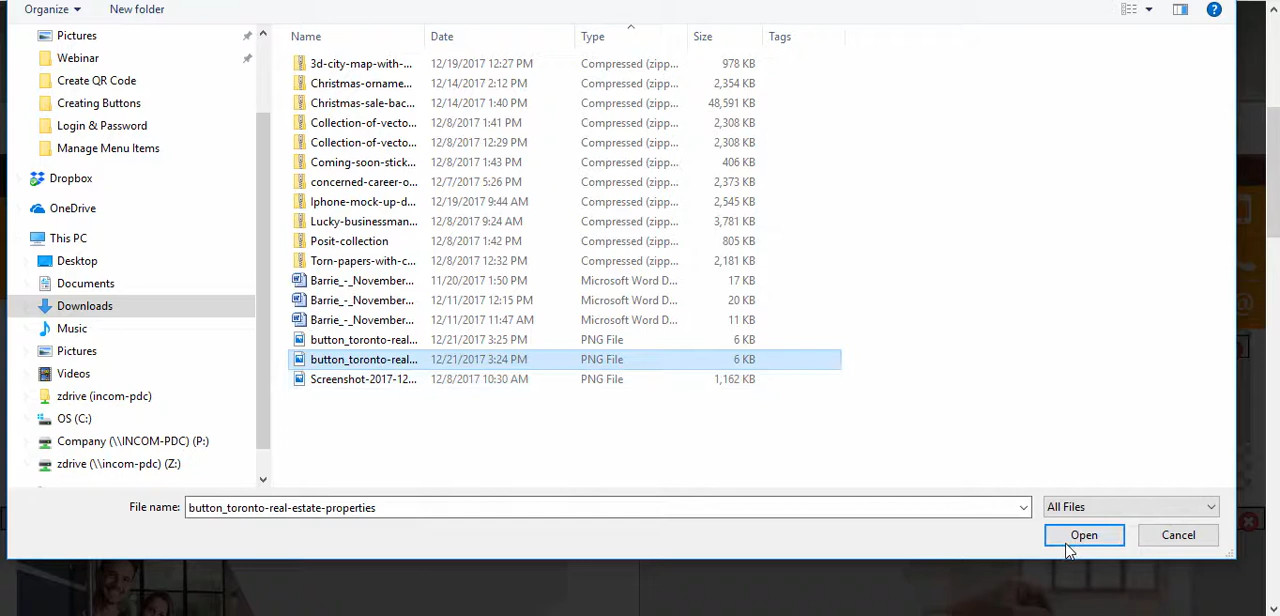 Organize New folder
Name Date Type Size Tags
Pictures
Webinar
Create QR Code
Creating Buttons
Login & Password
Manage Menu Items
Dropbox
OneDrive
This PC
Desktop
Documents
Downloads
Music
Pictures
Videos
zdrive (incom-pdc)
OS (C:)
Company (\\INCOM-PDC) (P:)
zdrive (\\incom-pdc) (Z:)
3d-city-map-with-... 12/19/2017 12:27 PM Compressed (zipp... 978 KB
Christmas-orname... 12/14/2017 2:12 PM Compressed (zipp... 2,354 KB
Christmas-sale-bac... 12/14/2017 1:40 PM Compressed (zipp... 48,591 KB
Collection-of-vecto... 12/8/2017 1:41 PM Compressed (zipp... 2,308 KB
Collection-of-vecto... 12/8/2017 12:29 PM Compressed (zipp... 2,308 KB
Coming-soon-stick... 12/8/2017 1:43 PM Compressed (zipp... 406 KB
concerned-career-o... 12/7/2017 5:26 PM Compressed (zipp... 2,373 KB
Iphone-mock-up-d... 12/19/2017 9:44 AM Compressed (zipp... 2,545 KB
Lucky-businessman... 12/8/2017 9:24 AM Compressed (zipp... 3,781 KB
Posit-collection 12/8/2017 1:42 PM Compressed (zipp... 805 KB
Torn-papers-with-c... 12/8/2017 12:32 PM Compressed (zipp... 2,181 KB
Barrie_-_November... 11/20/2017 1:50 PM Microsoft Word D... 17 KB
Barrie_-_November... 12/11/2017 12:15 PM Microsoft Word D... 20 KB
Barrie_-_November... 12/11/2017 11:47 AM Microsoft Word D... 11 KB
button_toronto-real... 12/21/2017 3:25 PM PNG File 6 KB
button_toronto-real... 12/21/2017 3:24 PM PNG File 6 KB
Screenshot-2017-12... 12/8/2017 10:30 AM PNG File 1,162 KB
File name: button_toronto-real-estate-properties All Files
Open Cancel